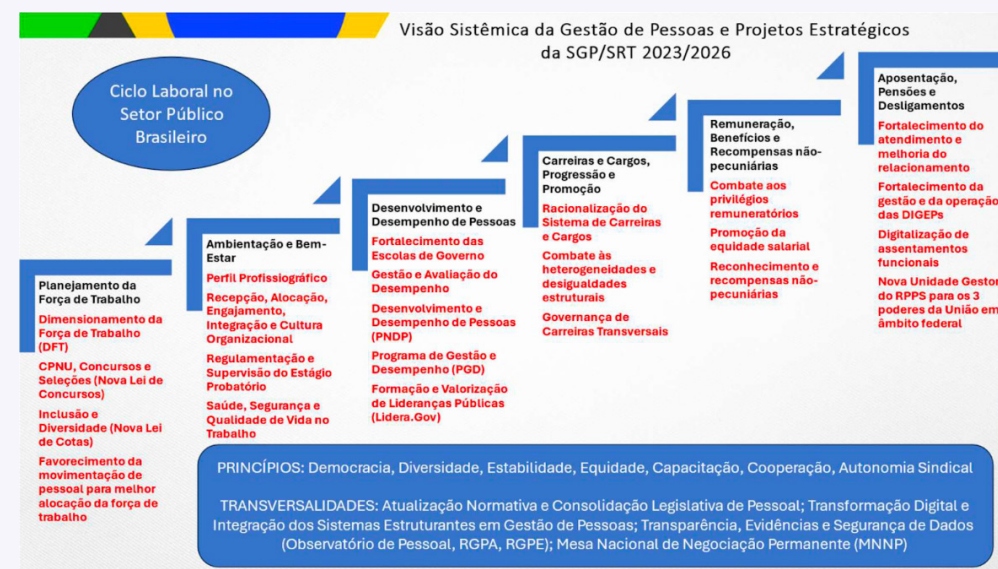 Visão Sistêmica da Gestão de Pessoas e Projetos Estratégicos
da SGP/SRT 2023/2026
Ciclo Laboral no
Setor Público
Brasileiro
Planejamento da
Força de Trabalho
Dimensionamento da
Força de Trabalho
(DFT)
CPNU, Concursos e
Seleções (Nova Lei de
Concursos)
Inclusão e
Diversidade (Nova Lei
de Cotas)
Favorecimento da
movimentação de
pessoal para melhor
alocação da força de
trabalho
Ambientação e Bem-
Estar
Perfil Profissiográfico
Recepção, Alocação,
Engajamento,
Integração e Cultura
Organizacional
Regulamentação e
Supervisão do Estágio
Probatório
Saúde, Segurança e
Qualidade de Vida no
Trabalho
Desenvolvimento e
Desempenho de Pessoas
Fortalecimento das
Escolas de Governo
Gestão e Avaliação do
Desempenho
Desenvolvimento e
Desempenho de Pessoas
(PNDP)
Programa de Gestão e
Desempenho (PGD)
Formação e Valorização
de Lideranças Públicas
(Lidera.Gov)
Carreiras e Cargos,
Progressão e
Promoção
Racionalização do
Sistema de Carreiras
e Cargos
Combate às
heterogeneidades e
desigualdades
estruturais
Governança de
Carreiras Transversais
Remuneração,
Benefícios e
Recompensas não-
pecuniárias
Combate aos
privilégios
remuneratórios
Promoção da
equidade salarial
Reconhecimento e
recompensas não-
pecuniárias
Aposentação,
Pensões e
Desligamentos
Fortalecimento do
atendimento e
melhoria do
relacionamento
Fortalecimento da
gestão e da operação
das DIGEPs
Digitalização de
assentamentos
funcionais
Nova Unidade Gestor
do RPPS para os 3
poderes da União em
âmbito federal
PRINCÍPIOS: Democracia, Diversidade, Estabilidade, Equidade, Capacitação, Cooperação, Autonomia Sindical
TRANSVERSALIDADES: Atualização Normativa e Consolidação Legislativa de Pessoal; Transformação Digital e
Integração dos Sistemas Estruturantes em Gestão de Pessoas; Transparência, Evidências e Segurança de Dados
(Observatório de Pessoal, RGPA, RGPE); Mesa Nacional de Negociação Permanente (MNNP)